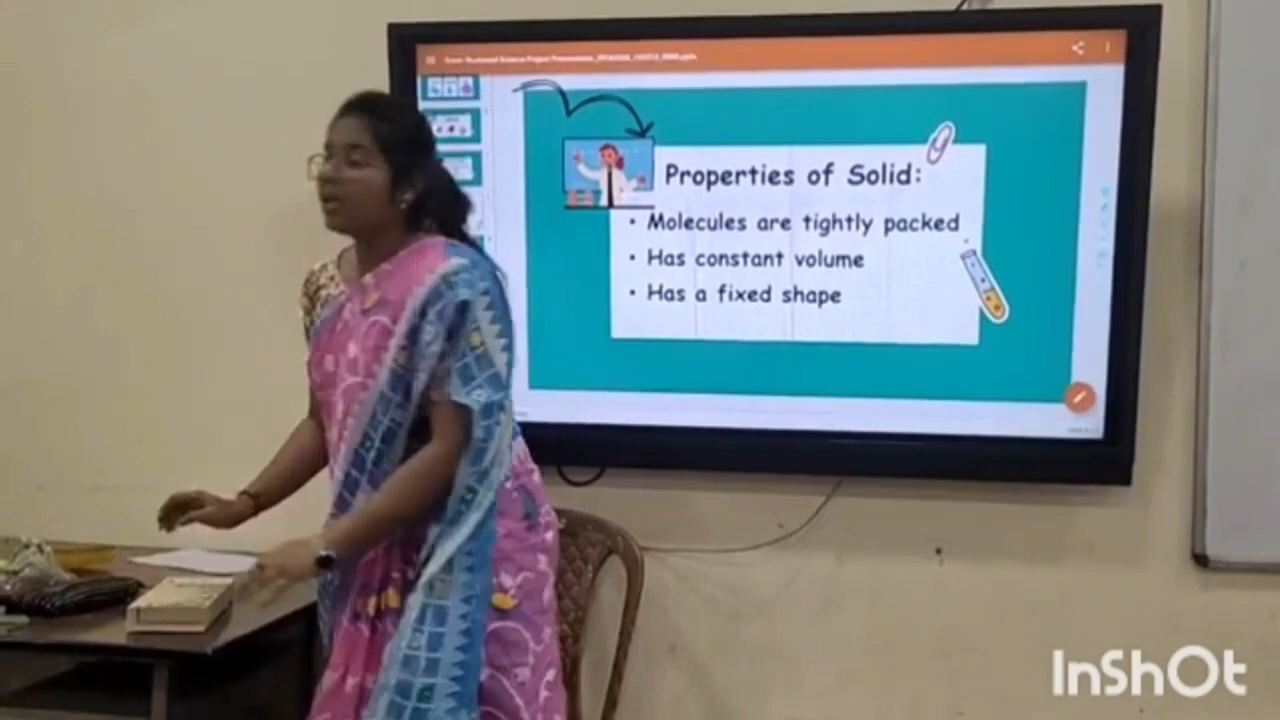 Properties of Solid:
• Molecules are tightly packed
• Has constant volume
• Has a fixed shape
InShOt